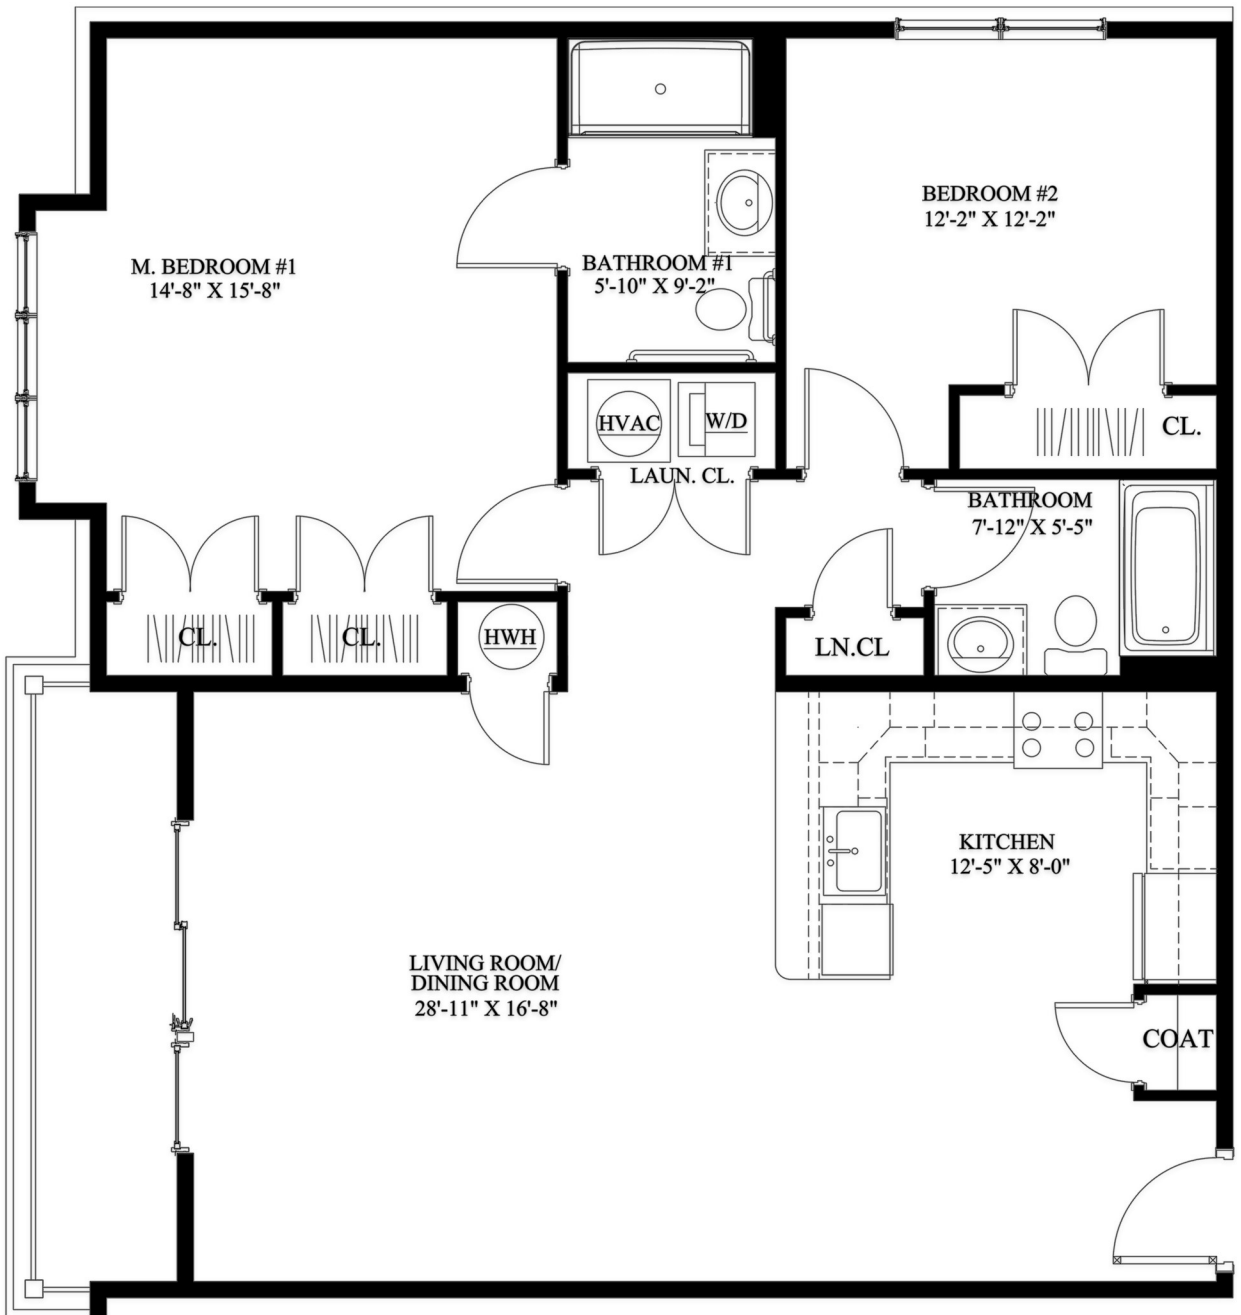 BEDROOM #2
12'-2" X 12'-2"
M. BEDROOM #1
14'-8" X 15'-8"
BATHROOM #1
5'-10" X 9'-2"
HVAC
W/D
LAUN. CL.
CL.
BATHROOM
7'-12" X 5'-5"
CL.
CL.
HWH
LN.CL
KITCHEN
12'-5" X 8'-0"
LIVING ROOM/
DINING ROOM
28'-11" X 16'-8"
COAT